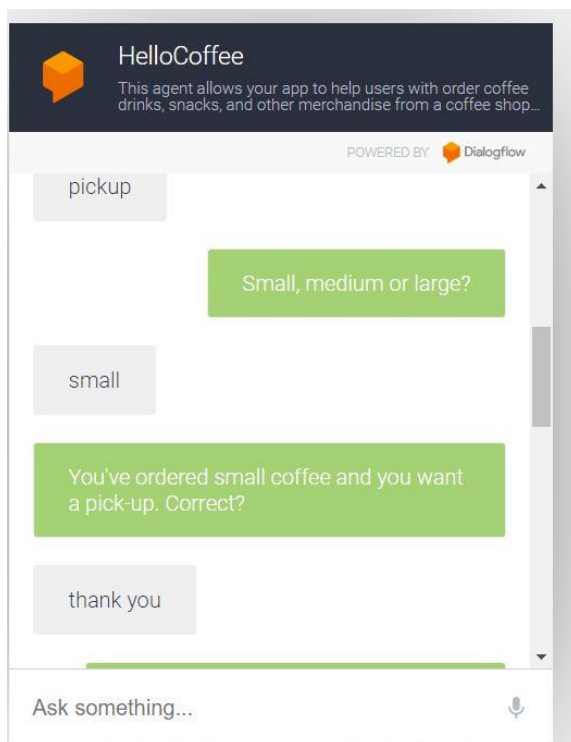 HelloCoffee
This agent allows your app to help users with order coffee
drinks, snacks, and other merchandise from a coffee shop...
POWERED BY Dialogflow
pickup
Small, medium or large?
small
You've ordered small coffee and you want
a pick-up. Correct?
thank you
Ask something...